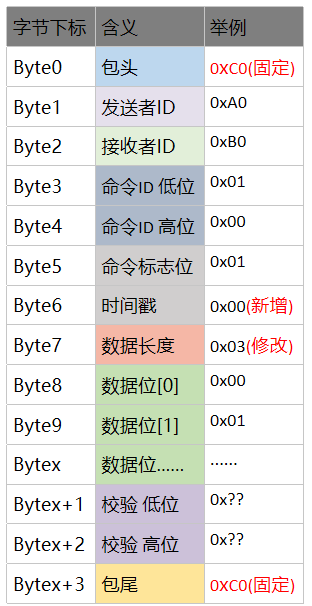 字节下标 含义 举例
Byte0 包头 0XC0(固定)
Byte1 发送者ID 0xA0
Byte2 接收者ID 0xB0
Byte3 命令ID 低位 0x01
Byte4 命令ID 高位 0x00
Byte5 命令标志位 0x01
Byte6 时间戳 0x00(新增)
Byte7 数据长度 0x03(修改)
Byte8 数据位[0] 0x00
Byte9 数据位[1] 0x01
Bytex 数据位...... ......
Bytex+1 校验 低位 0x??
Bytex+2 校验 高位 0x??
Bytex+3 包尾 0XC0(固定)